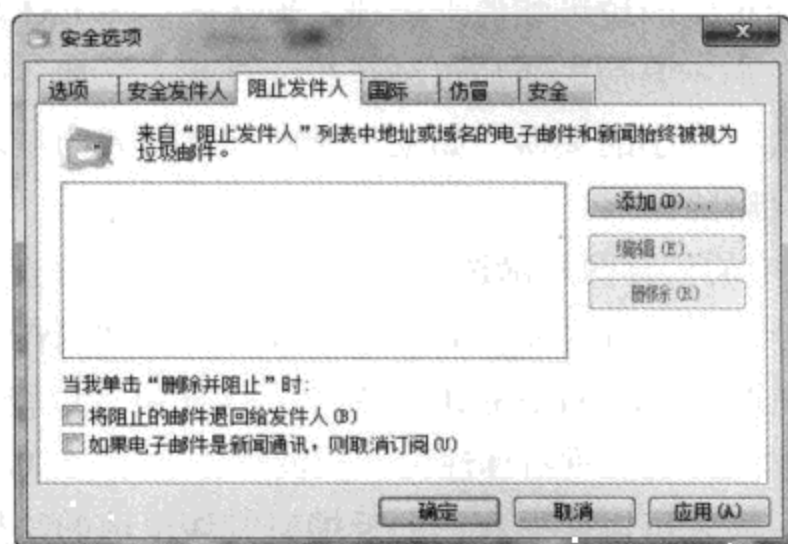 安全选项
选项 安全发件人 阻止发件人 国际 仿冒 安全
来自“阻止发件人”列表中地址或域名的电子邮件和新闻始终被视为
垃圾邮件。
添加(D)...
编辑(E)...
删除(R)
当我单击“删除并阻止”时:
将阻止的邮件退回给发件人(B)
如果电子邮件是新闻通讯，则取消订阅(U)
确定 取消 应用(A)